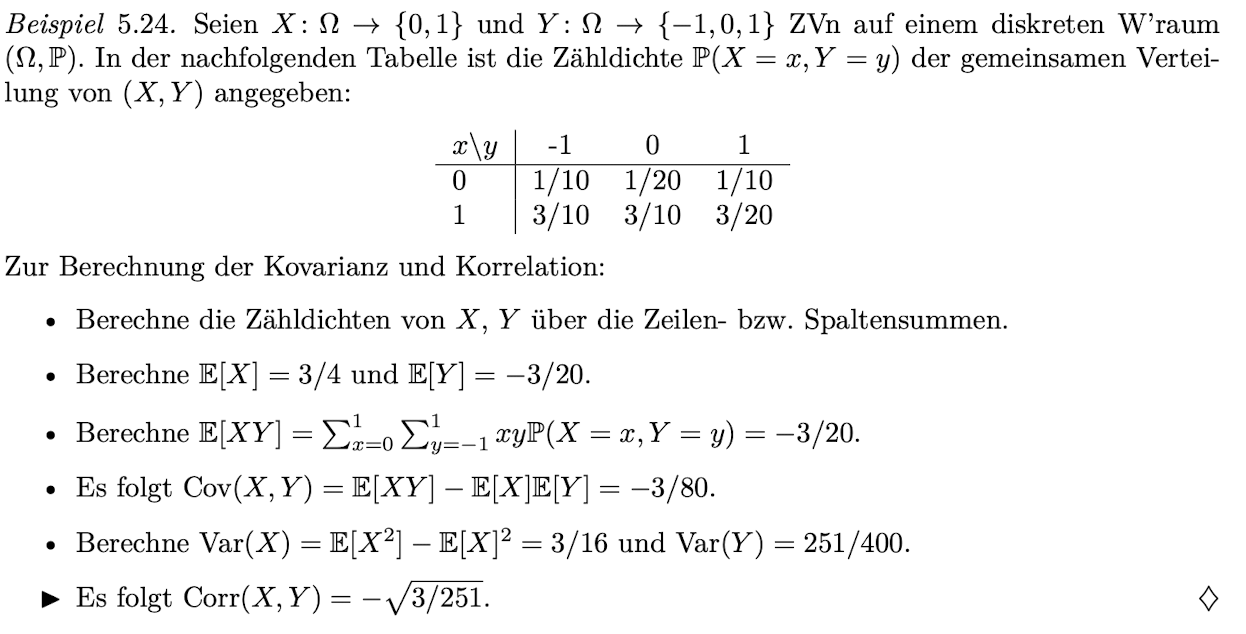 Beispiel 5.24. Seien X: Ω → {0, 1} und Y: Ω → {−1, 0, 1} ZVn auf einem diskreten W'raum
(Ω, ℙ). In der nachfolgenden Tabelle ist die Zähldichte ℙ(X = x, Y = y) der gemeinsamen Vertei-
lung von (X, Y) angegeben:
x\y -1 0 1
0 1/10 1/20 1/10
1 3/10 3/10 3/20
Zur Berechnung der Kovarianz und Korrelation:
• Berechne die Zähldichten von X, Y über die Zeilen- bzw. Spaltensummen.
• Berechne 𝔼[X] = 3/4 und 𝔼[Y] = −3/20.
• Berechne 𝔼[XY] = ∑_{x=0}^{1} ∑_{y=−1}^{1} xyℙ(X = x, Y = y) = −3/20.
• Es folgt Cov(X, Y) = 𝔼[XY] − 𝔼[X]𝔼[Y] = −3/80.
• Berechne Var(X) = 𝔼[X²] − 𝔼[X]² = 3/16 und Var(Y) = 251/400.
▶ Es folgt Corr(X, Y) = −√(3/251). ♢